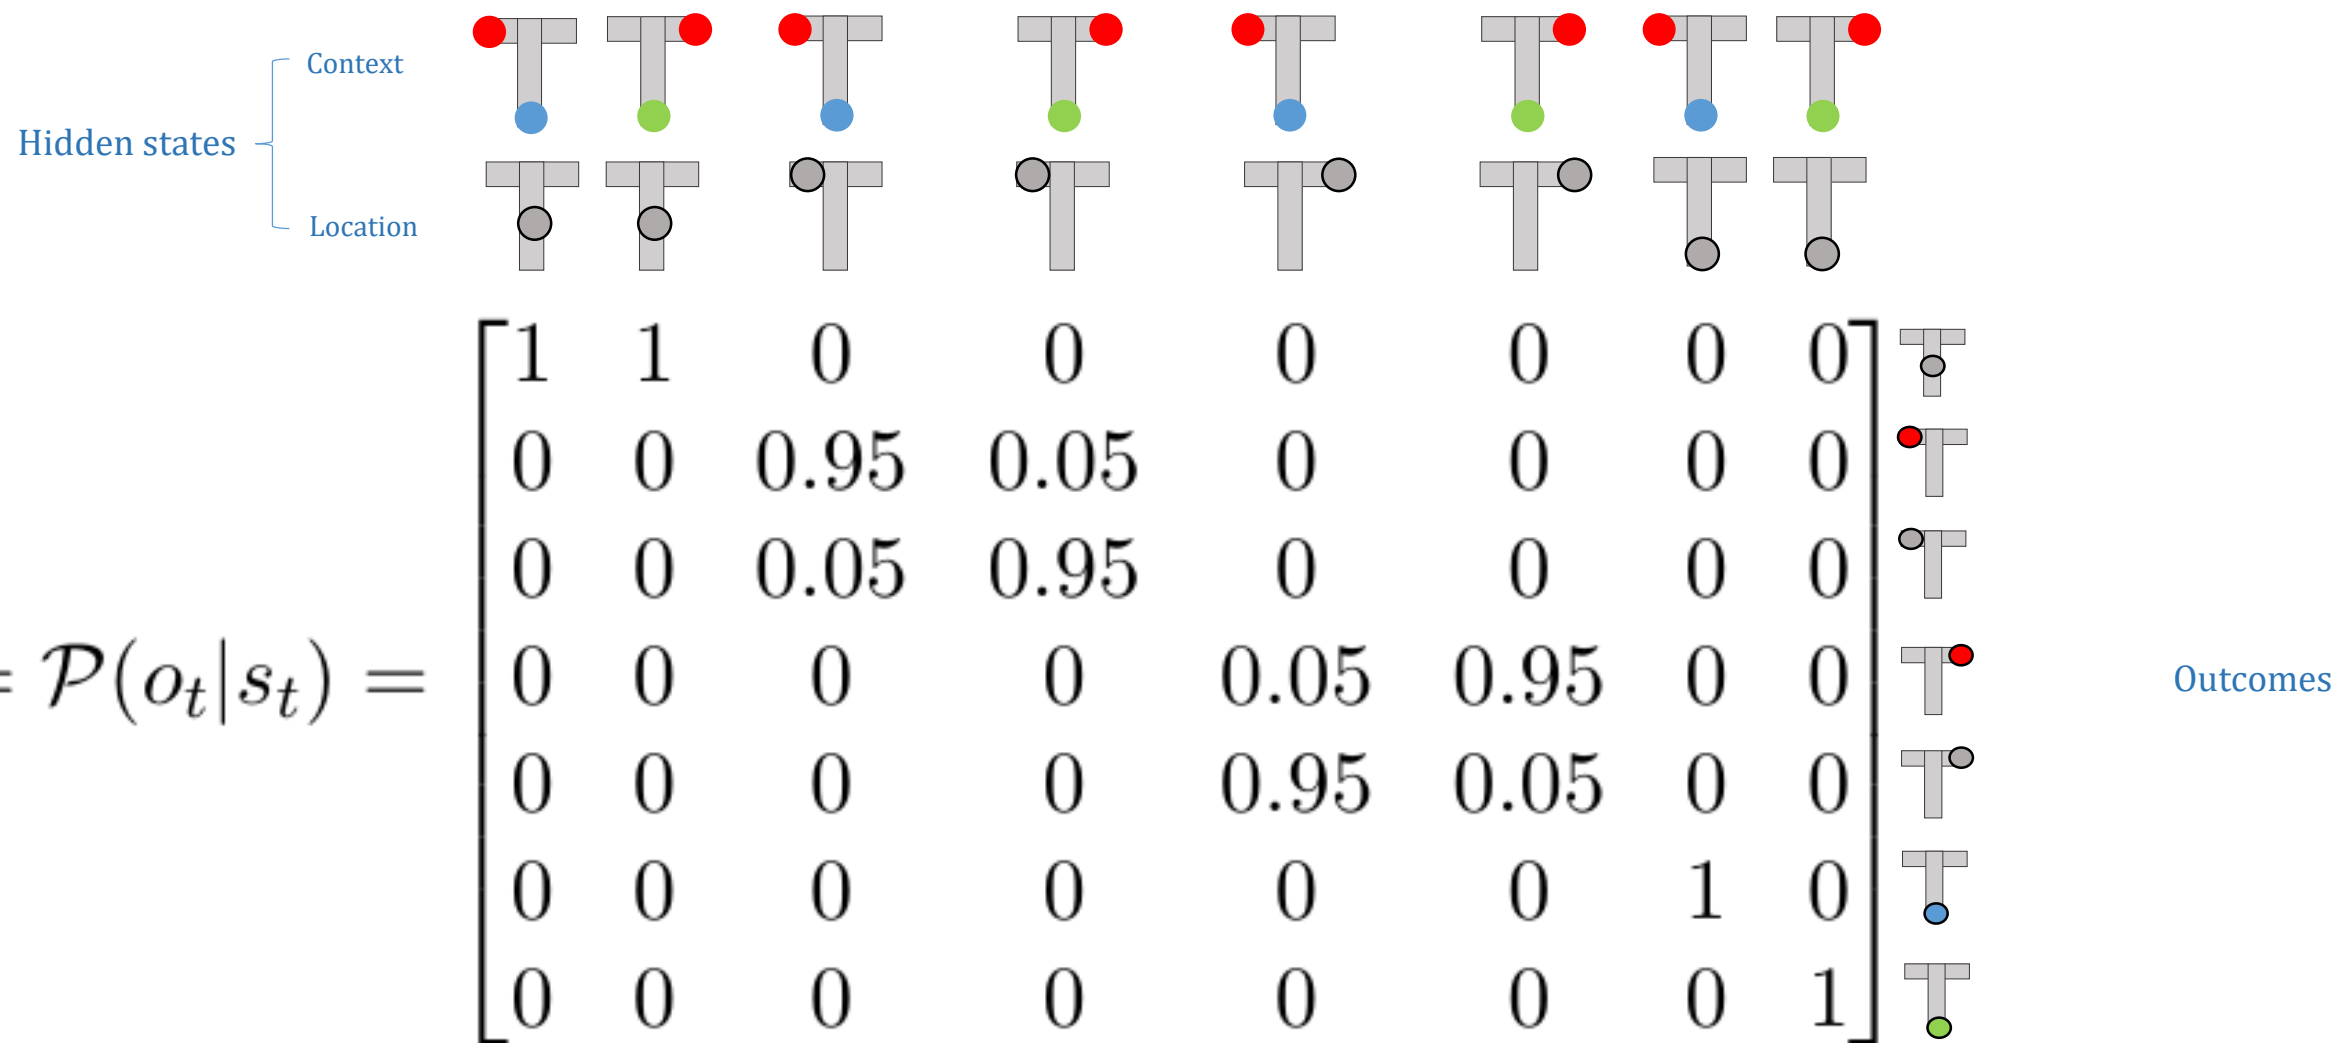 Context
Hidden states
Location
= 𝒫(oₜ|sₜ) =
1 1 0 0 0 0 0 0
0 0 0.95 0.05 0 0 0 0
0 0 0.05 0.95 0 0 0 0
0 0 0 0 0.05 0.95 0 0
0 0 0 0 0.95 0.05 0 0
0 0 0 0 0 0 1 0
0 0 0 0 0 0 0 1
Outcomes